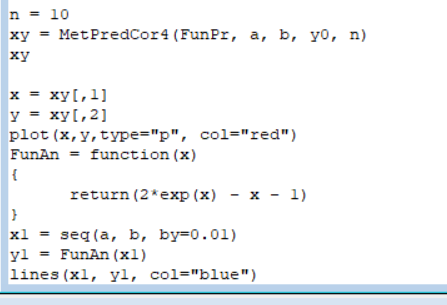 n = 10
xy = MetPredCor4(FunPr, a, b, y0, n)
xy
x = xy[,1]
y = xy[,2]
plot(x,y,type="p", col="red")
FunAn = function(x)
{
return(2*exp(x) - x - 1)
}
x1 = seq(a, b, by=0.01)
y1 = FunAn(x1)
lines(x1, y1, col="blue")